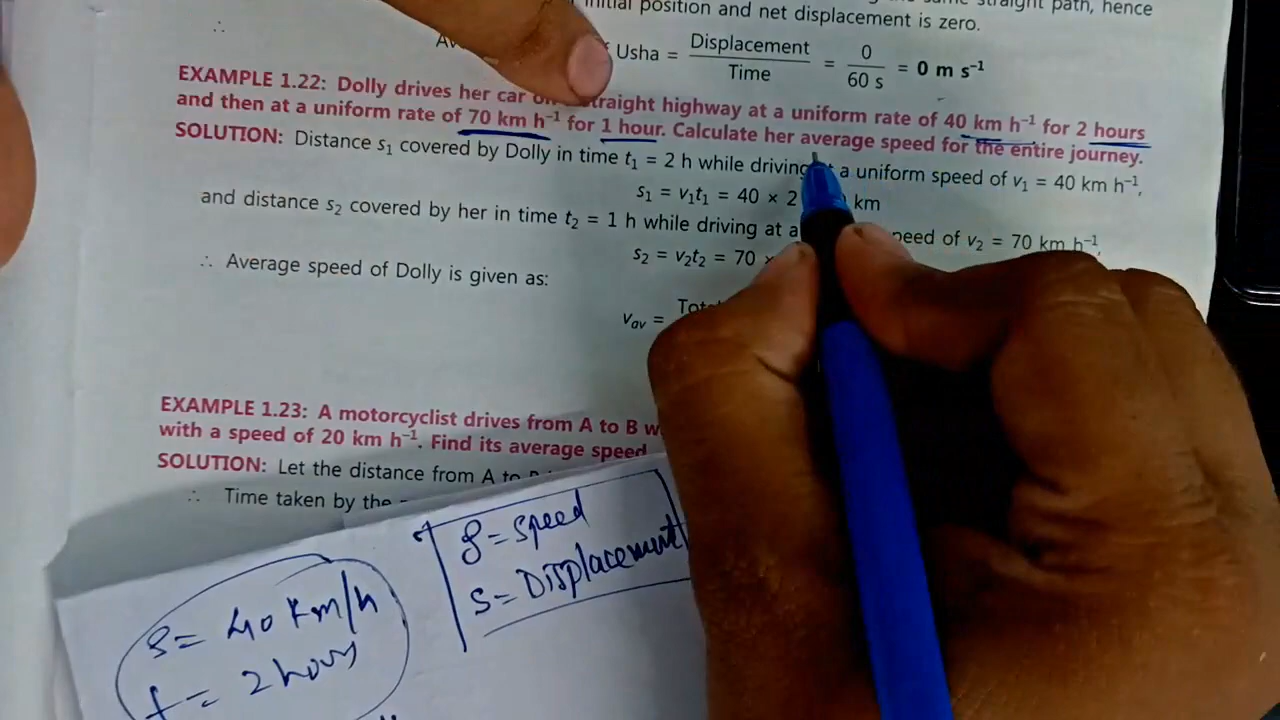 initial position and net displacement is zero.
straight path, hence
∴
Usha = Displacement / Time = 0 / 60 s = 0 m s⁻¹
EXAMPLE 1.22: Dolly drives her car on straight highway at a uniform rate of 40 km h⁻¹ for 2 hours
and then at a uniform rate of 70 km h⁻¹ for 1 hour. Calculate her average speed for the entire journey.
SOLUTION: Distance s₁ covered by Dolly in time t₁ = 2 h while driving a uniform speed of v₁ = 40 km h⁻¹,
s₁ = v₁t₁ = 40 × 2 km
and distance s₂ covered by her in time t₂ = 1 h while driving at a speed of v₂ = 70 km h⁻¹,
s₂ = v₂t₂ = 70 ×
∴ Average speed of Dolly is given as:
vav =
EXAMPLE 1.23: A motorcyclist drives from A to B
with a speed of 20 km h⁻¹. Find its average speed
SOLUTION: Let the distance from A to
∴ Time taken by the
S = Speed
S = Displacement
S = 40 Km/h
t = 2 hours